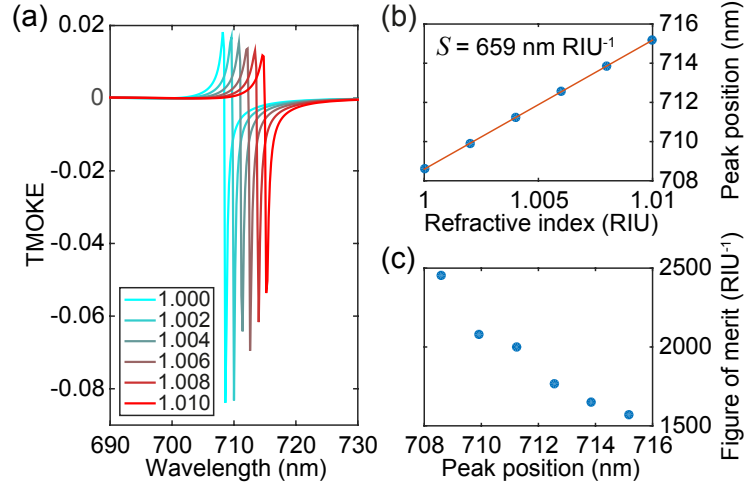 (a)
0.02
0
-0.02
-0.04
-0.06
-0.08
TMOKE
1.000
1.002
1.004
1.006
1.008
1.010
690 700 710 720 730
Wavelength (nm)
(b)
S = 659 nm RIU⁻¹
716
714
712
710
708
Peak position (nm)
1 1.005 1.01
Refractive index (RIU)
(c)
2500
2000
1500
Figure of merit (RIU⁻¹)
708 710 712 714 716
Peak position (nm)